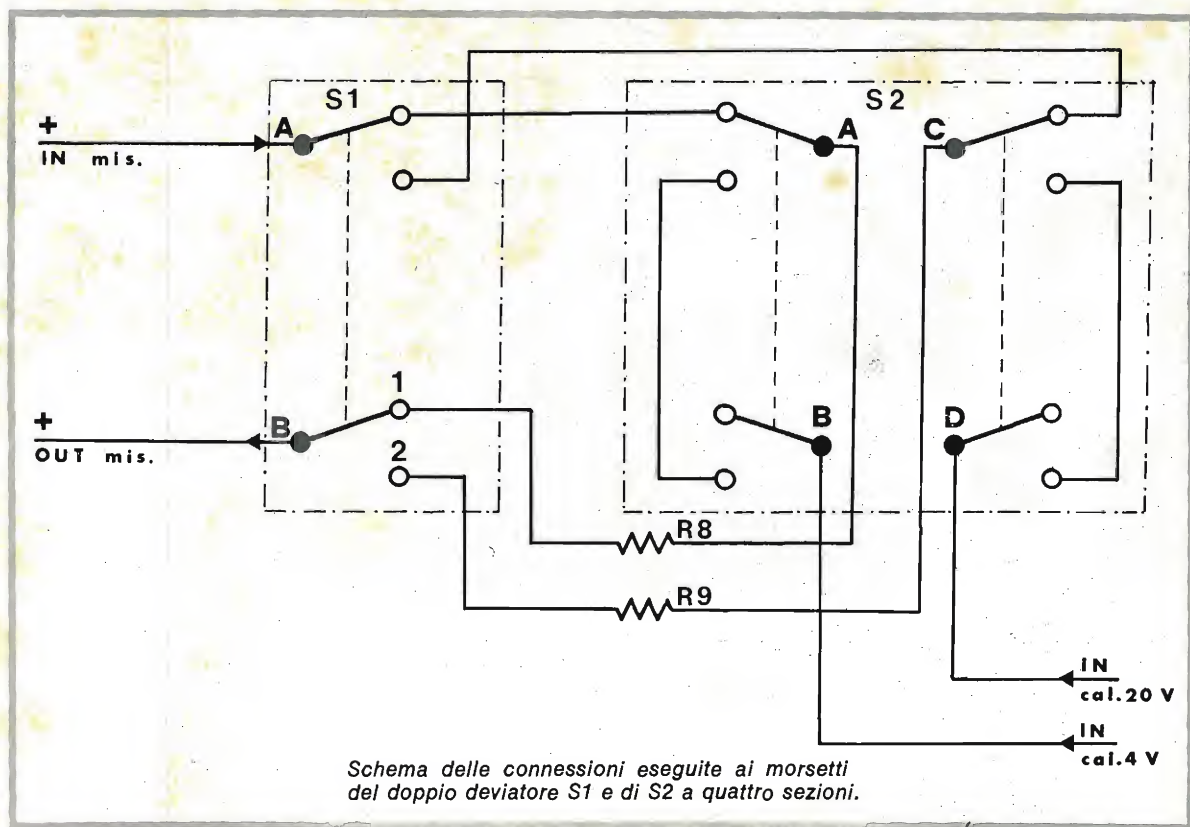 S1
S2
+
IN mis.
A
A
C
1
B
2
+
OUT mis.
B
D
R8
R9
IN
cal.20 V
IN
cal.4 V
Schema delle connessioni eseguite ai morsetti
del doppio deviatore S1 e di S2 a quattro sezioni.